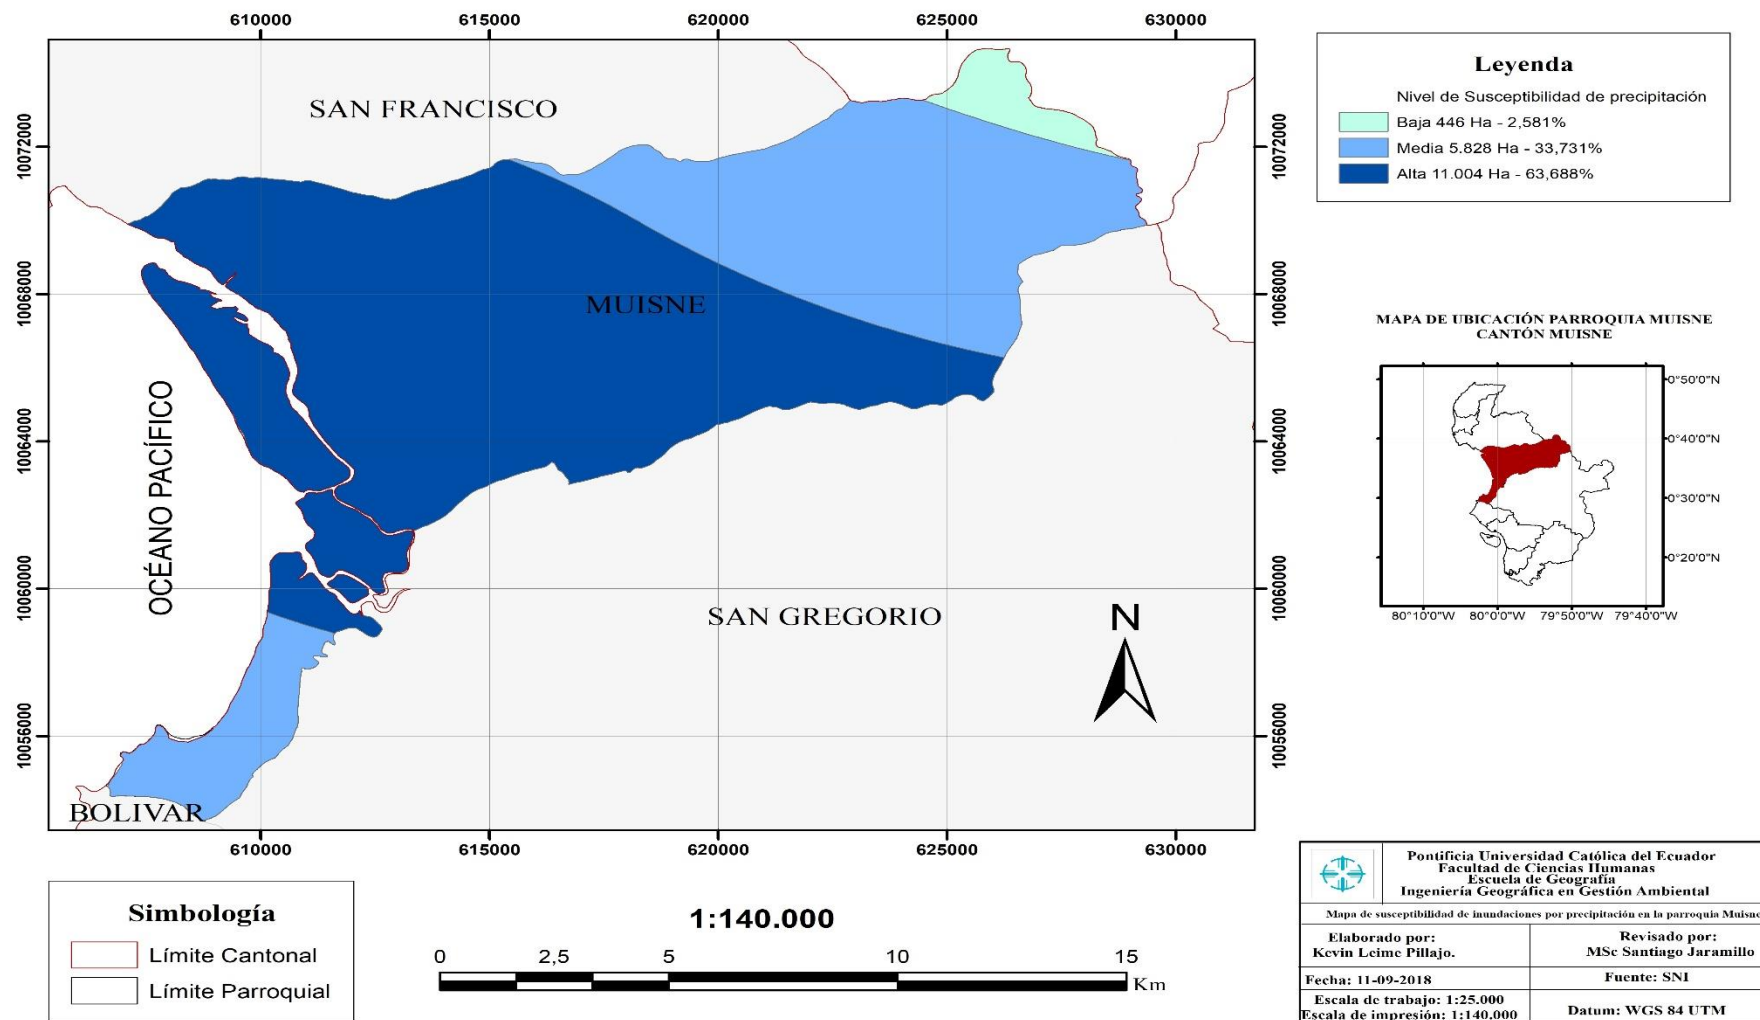 610000 615000 620000 625000 630000
10072000
10068000
10064000
10060000
10056000
SAN FRANCISCO
MUISNE
OCÉANO PACÍFICO
SAN GREGORIO
BOLIVAR
N
10072000
10068000
10064000
10060000
10056000
610000 615000 620000 625000 630000
Leyenda
Nivel de Susceptibilidad de precipitación
Baja 446 Ha - 2,581%
Media 5.828 Ha - 33,731%
Alta 11.004 Ha - 63,688%
MAPA DE UBICACIÓN PARROQUIA MUISNE
CANTÓN MUISNE
0°50'0"N
0°40'0"N
0°30'0"N
0°20'0"N
80°10'0"W 80°0'0"W 79°50'0"W 79°40'0"W
Simbología
Límite Cantonal
Límite Parroquial
1:140.000
0 2,5 5 10 15
Km
Pontificia Universidad Católica del Ecuador
Facultad de Ciencias Humanas
Escuela de Geografía
Ingeniería Geográfica en Gestión Ambiental
Mapa de susceptibilidad de inundaciones por precipitación en la parroquia Muisne
Elaborado por:
Kevin Leime Pillajo.
Revisado por:
MSc Santiago Jaramillo
Fecha: 11-09-2018
Fuente: SNI
Escala de trabajo: 1:25.000
Escala de impresión: 1:140.000
Datum: WGS 84 UTM